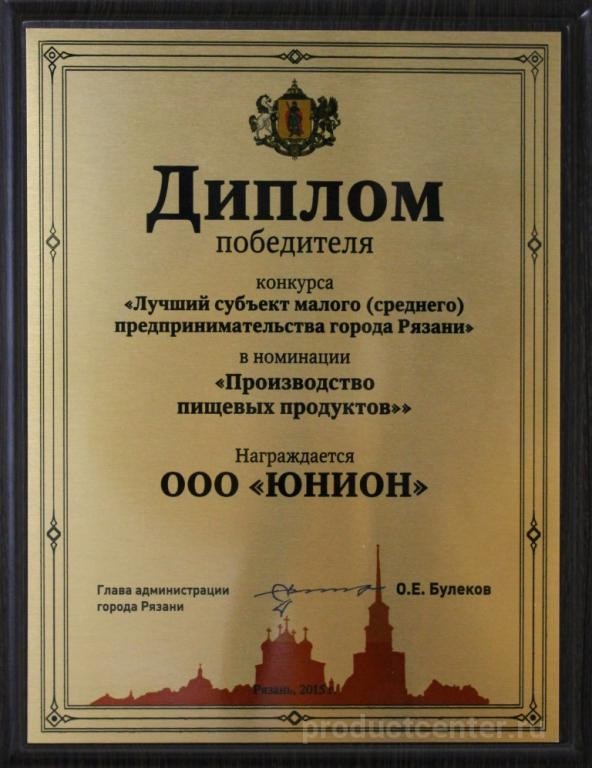 Диплом
победителя
конкурса
«Лучший субъект малого (среднего)
предпринимательства города Рязани»
в номинации
«Производство
пищевых продуктов»»
Награждается
ООО «ЮНИОН»
Глава администрации
города Рязани
О.Е. Булеков
Рязань, 2015 г.
productcenter.ru